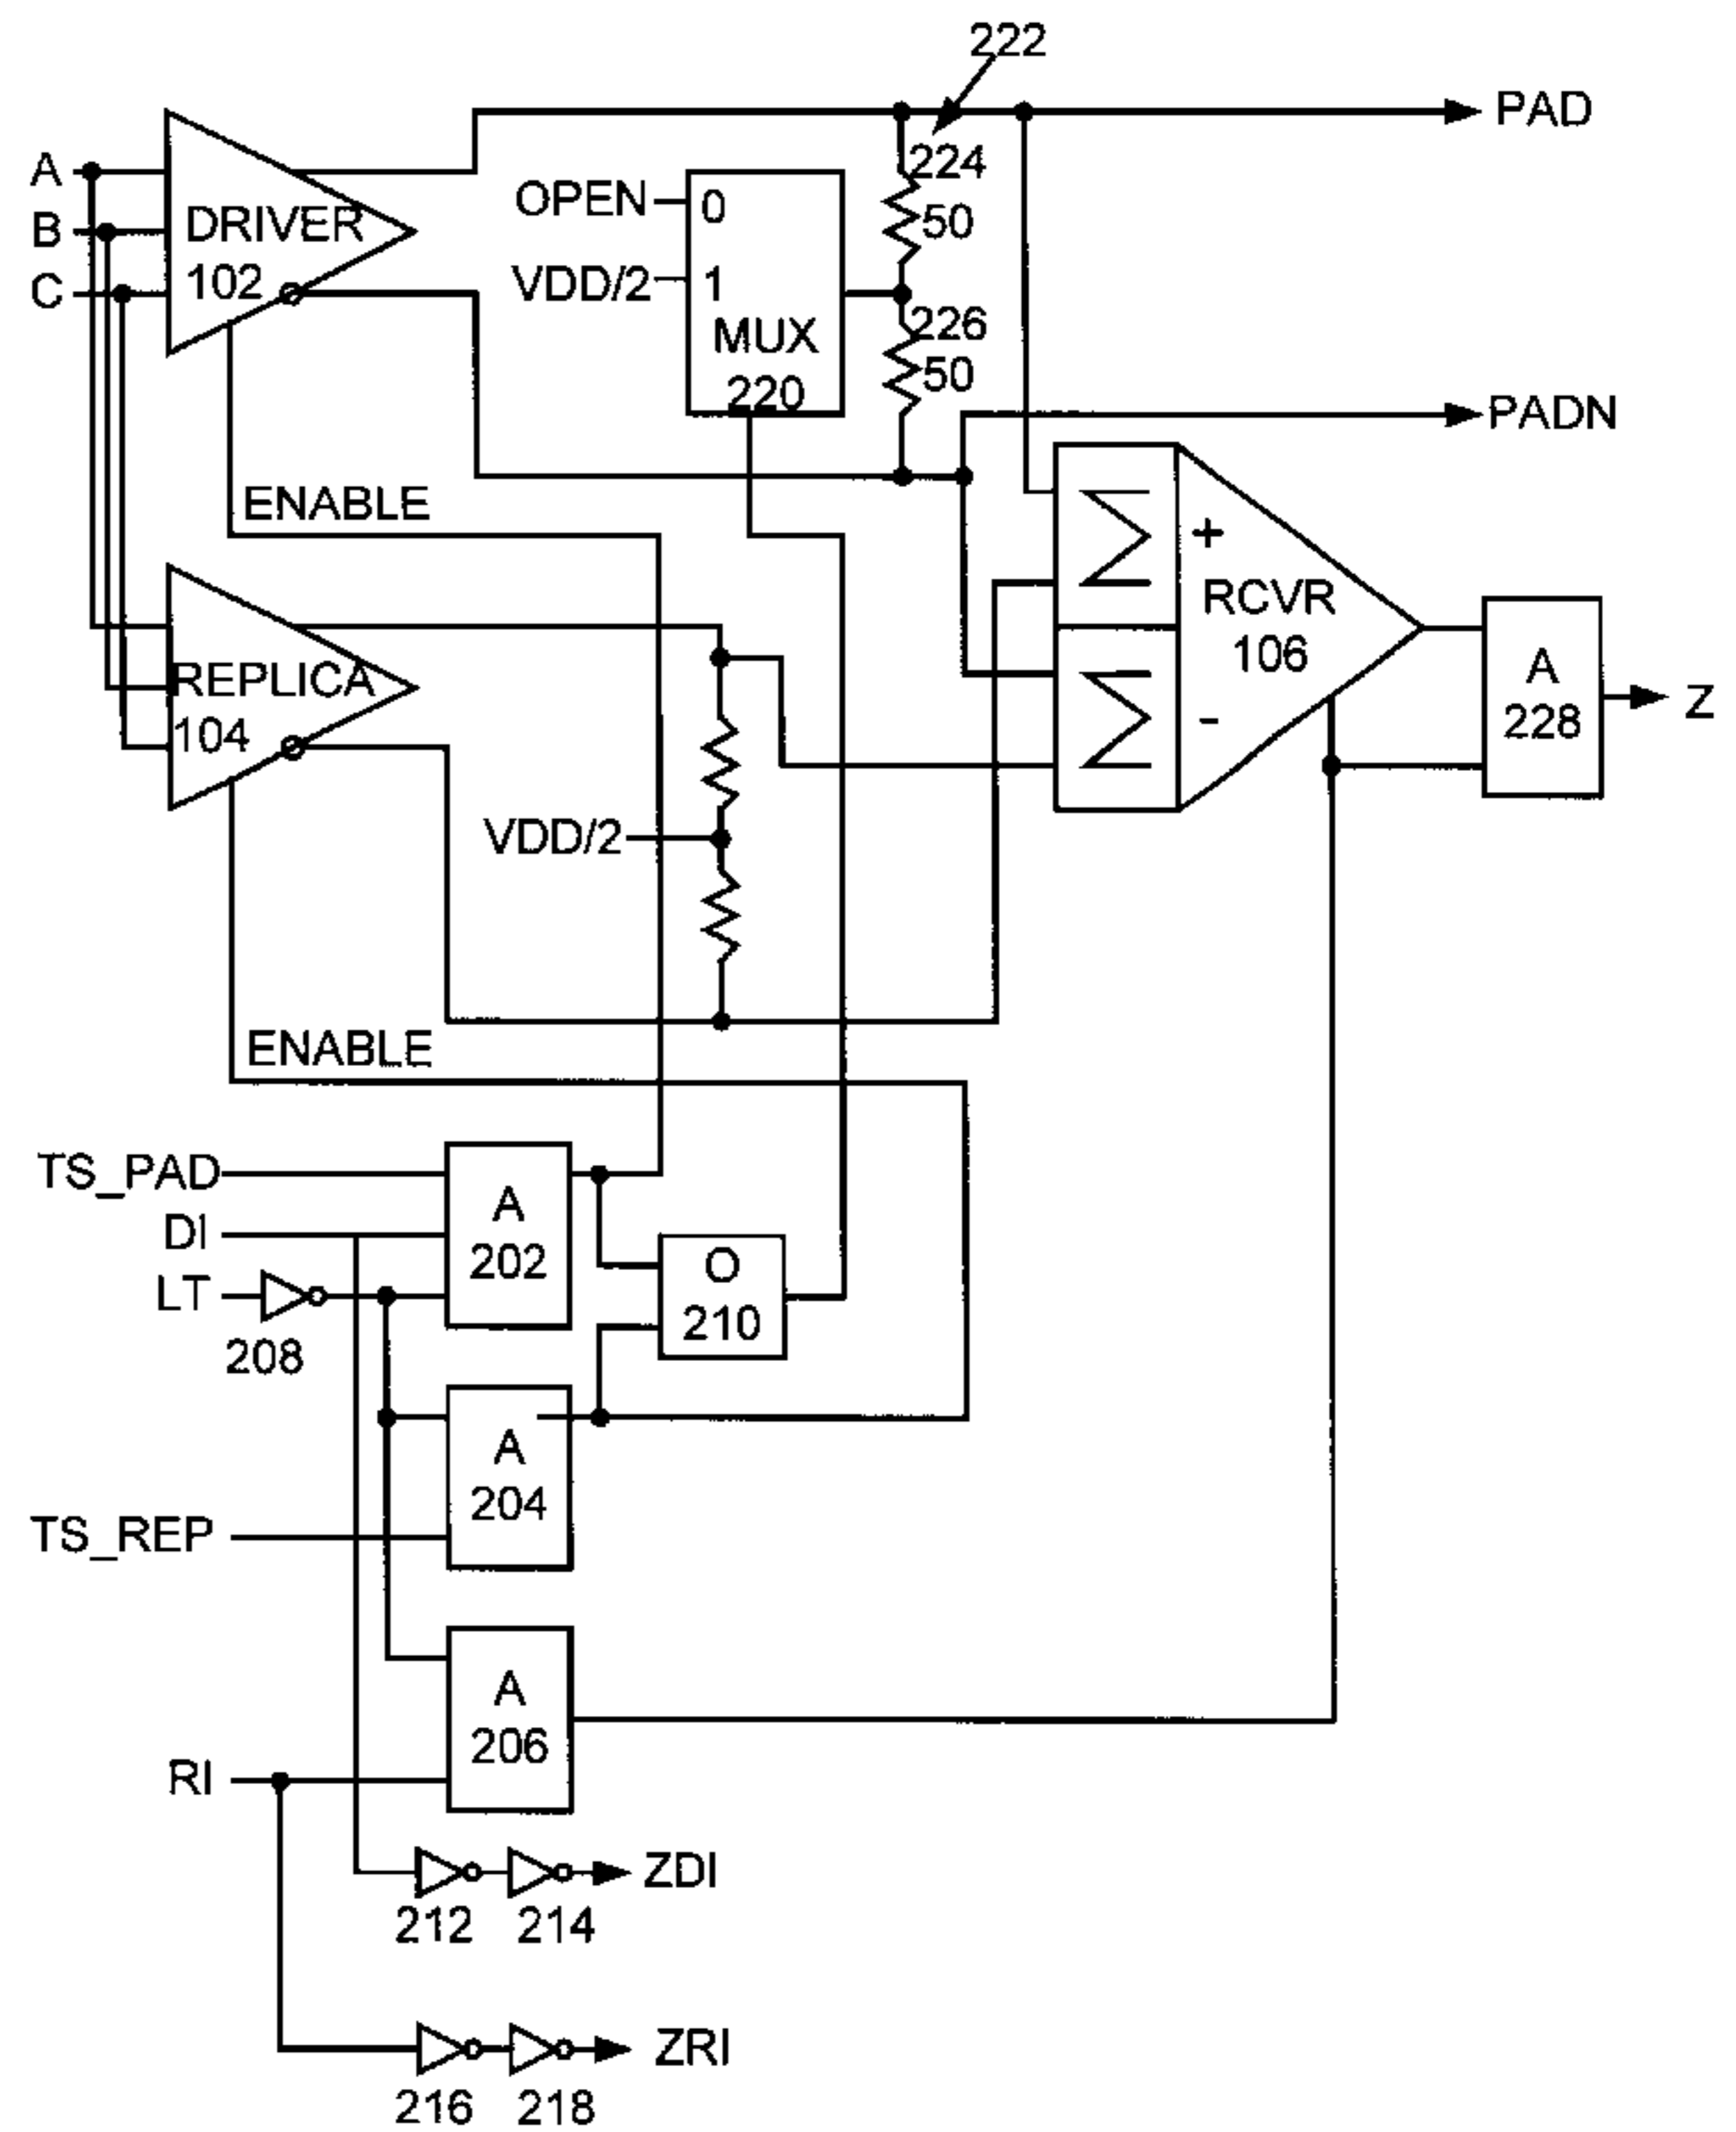 222
PAD
A
224
OPEN
0
50
B
DRIVER
C
102
VDD/2
1
226
MUX
50
220
PADN
ENABLE
+
RCVR
106
REPLICA
A
104
-
228
Z
VDD/2
ENABLE
TS_PAD
A
DI
202
O
LT
210
208
A
204
TS_REP
A
206
RI
ZDI
212
214
ZRI
216
218